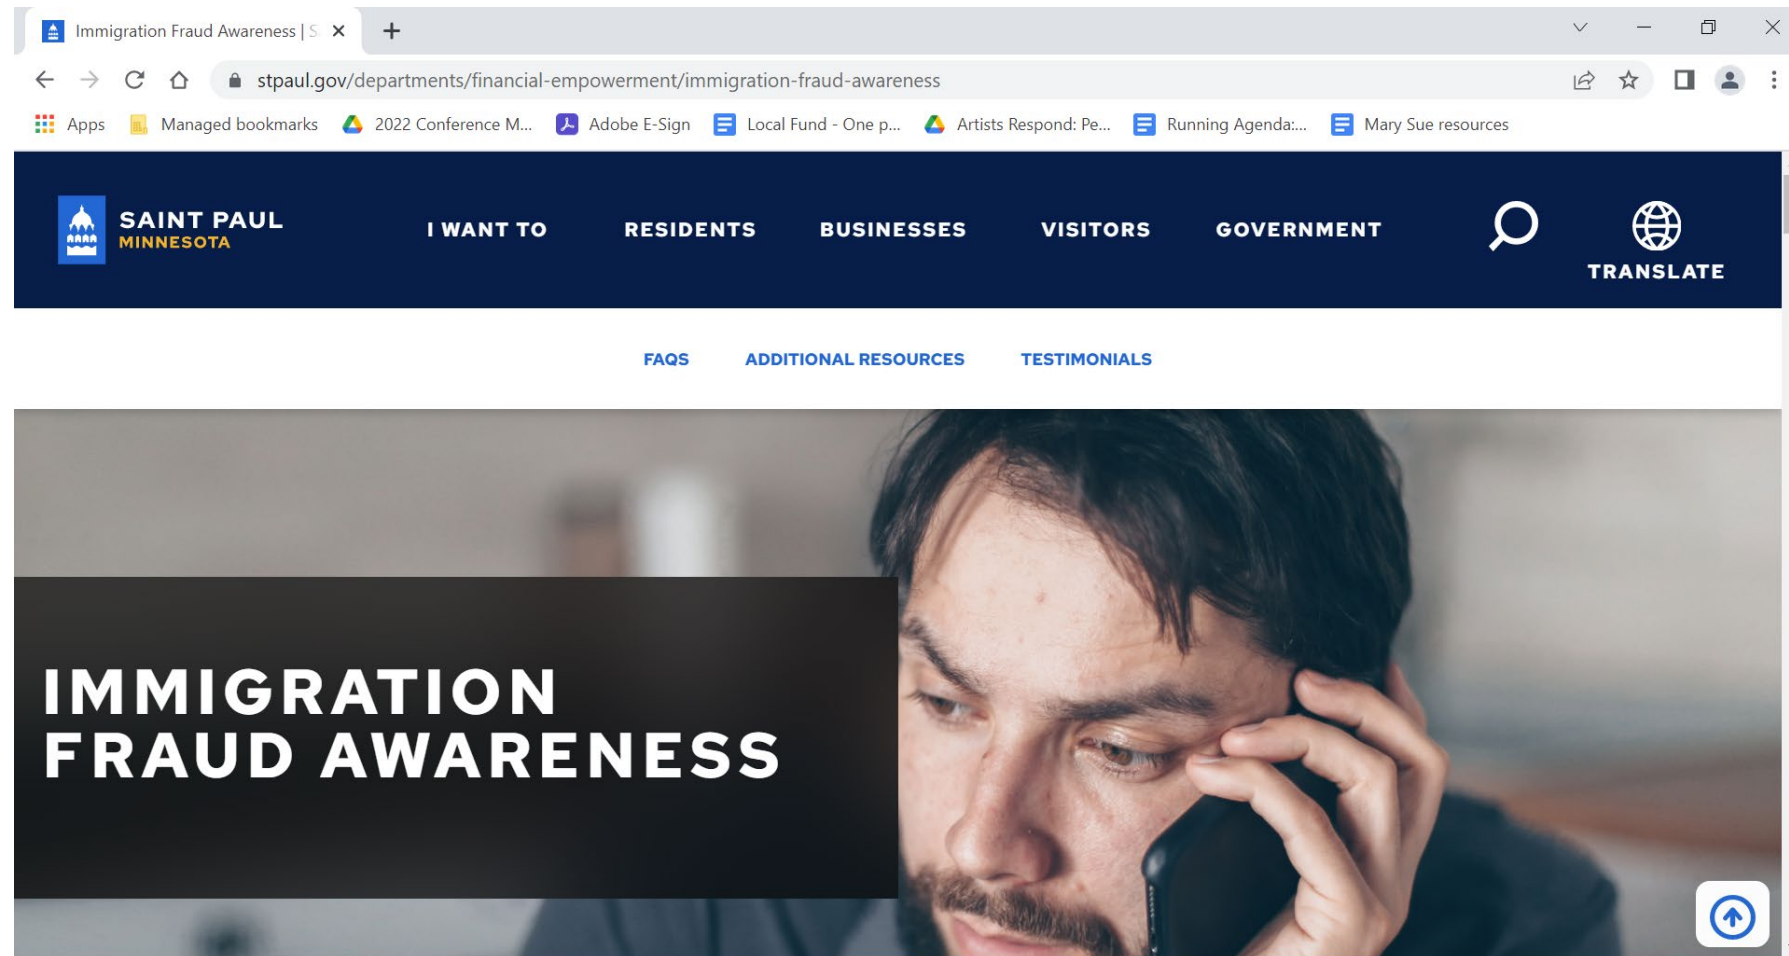 Immigration Fraud Awareness | S
stpaul.gov/departments/financial-empowerment/immigration-fraud-awareness
Apps Managed bookmarks 2022 Conference M... Adobe E-Sign Local Fund - One p... Artists Respond: Pe... Running Agenda:... Mary Sue resources
SAINT PAUL
MINNESOTA
I WANT TO RESIDENTS BUSINESSES VISITORS GOVERNMENT
TRANSLATE
FAQS ADDITIONAL RESOURCES TESTIMONIALS
IMMIGRATION
FRAUD AWARENESS